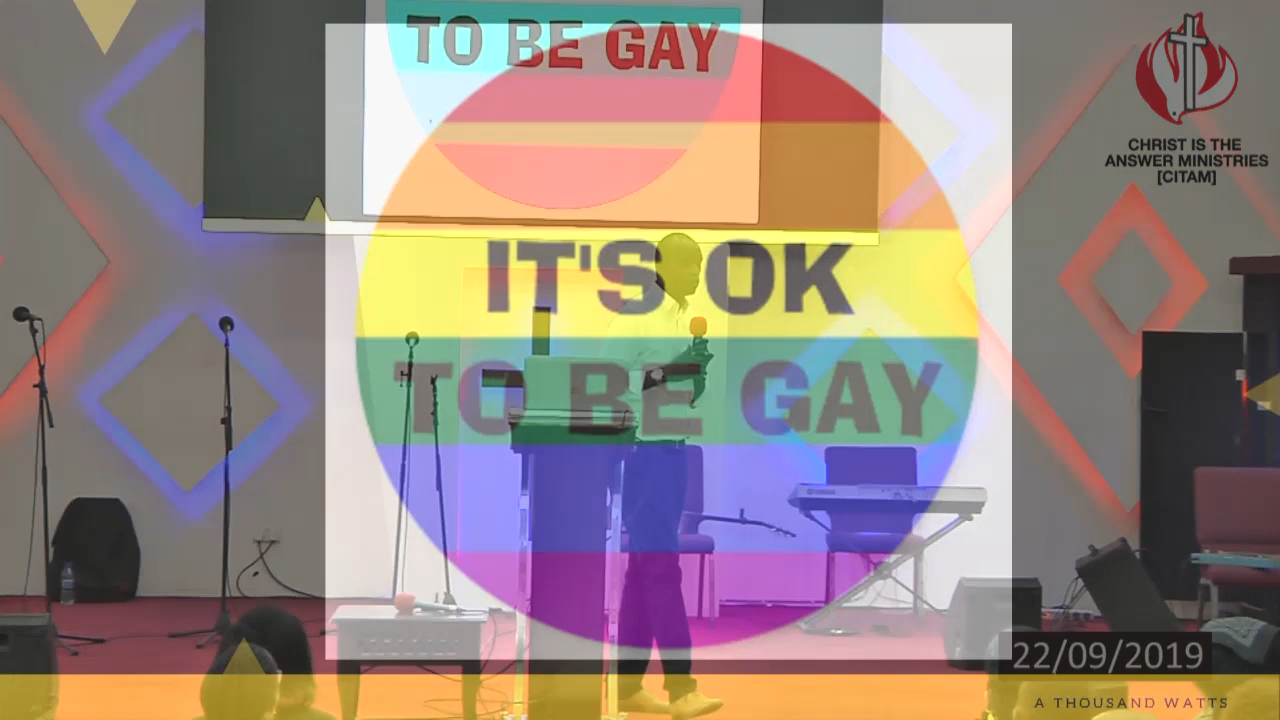 TO BE GAY
CHRIST IS THE
ANSWER MINISTRIES
[CITAM]
IT'S OK
TO BE GAY
22/09/2019
A THOUSAND WATTS